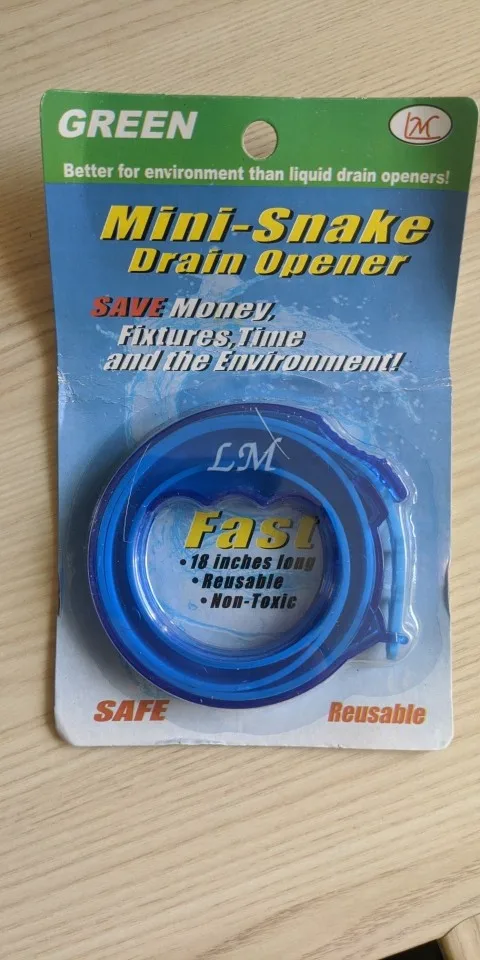 GREEN
LMC
Better for environment than liquid drain openers!
Mini-Snake
Drain Opener
SAVE Money,
Fixtures,Time
and the Environment!
LM
Fast
• 18 inches long
• Reusable
• Non-Toxic
SAFE
Reusable